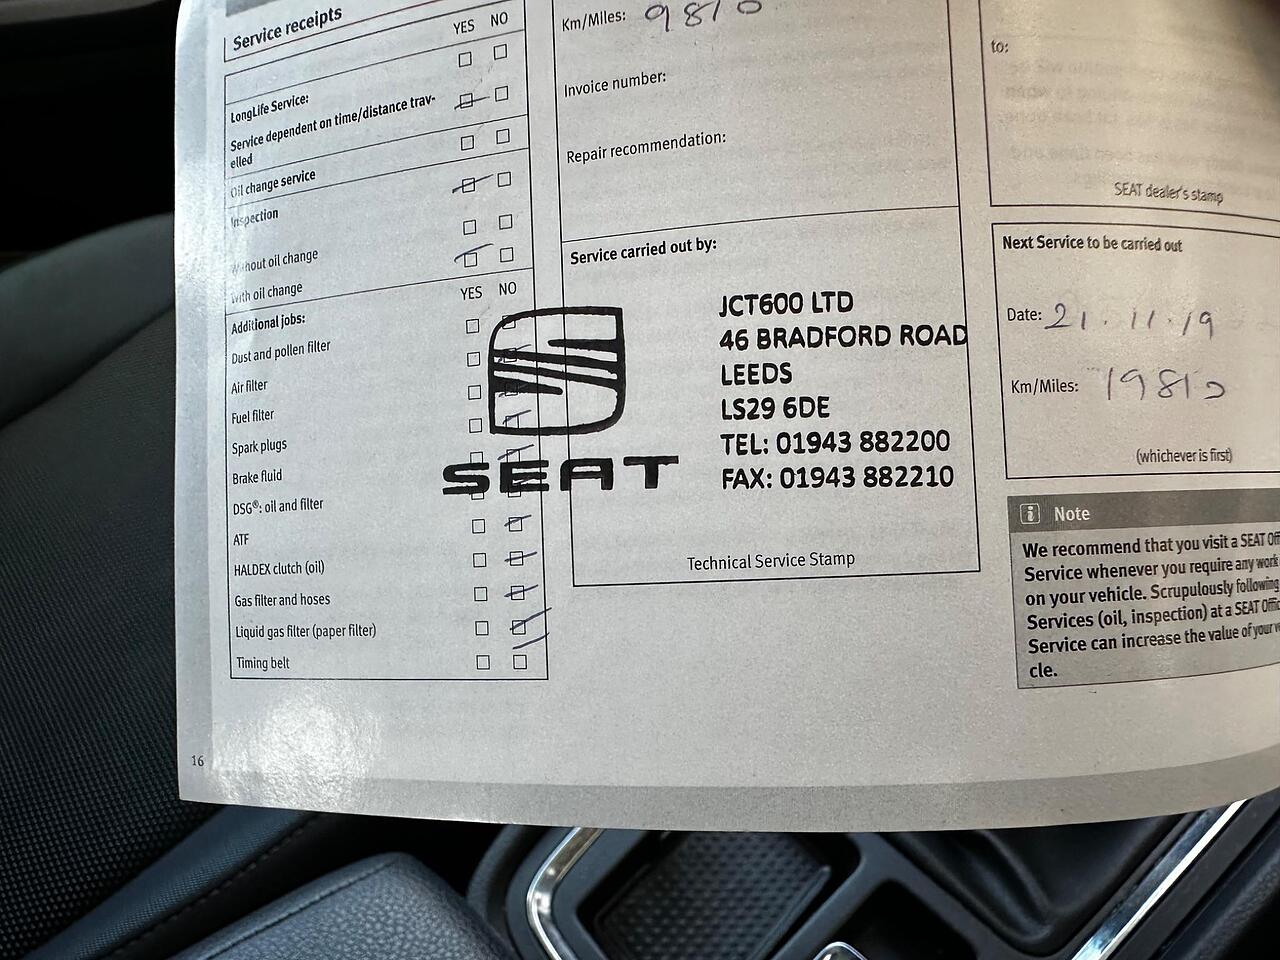 Service receipts
YES NO
LongLife Service:
Service dependent on time/distance trav-
elled
Oil change service
Inspection
Without oil change
With oil change
YES NO
Additional jobs:
Dust and pollen filter
Air filter
Fuel filter
Spark plugs
Brake fluid
DSG®: oil and filter
ATF
HALDEX clutch (oil)
Gas filter and hoses
Liquid gas filter (paper filter)
Timing belt
16
Km/Miles: 9810
Invoice number:
Repair recommendation:
Service carried out by:
SEAT
JCT600 LTD
46 BRADFORD ROAD
LEEDS
LS29 6DE
TEL: 01943 882200
FAX: 01943 882210
Technical Service Stamp
to:
SEAT dealer's stamp
Next Service to be carried out
Date: 21.11.19
Km/Miles: 19810
(whichever is first)
i Note
We recommend that you visit a SEAT
Service whenever you require any work
on your vehicle. Scrupulously following
Services (oil, inspection) at a SEAT
Service can increase the value of your
cle.